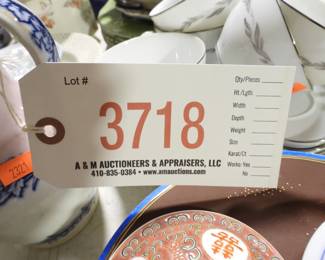 Lot #
3718
A & M AUCTIONEERS & APPRAISERS, LLC
410-835-0384 • www.amauctions.com
Qty/Pieces
Ht./Lgth.
Width
Depth
Weight
Size
Karat/Ct
Works: Yes
No
2321